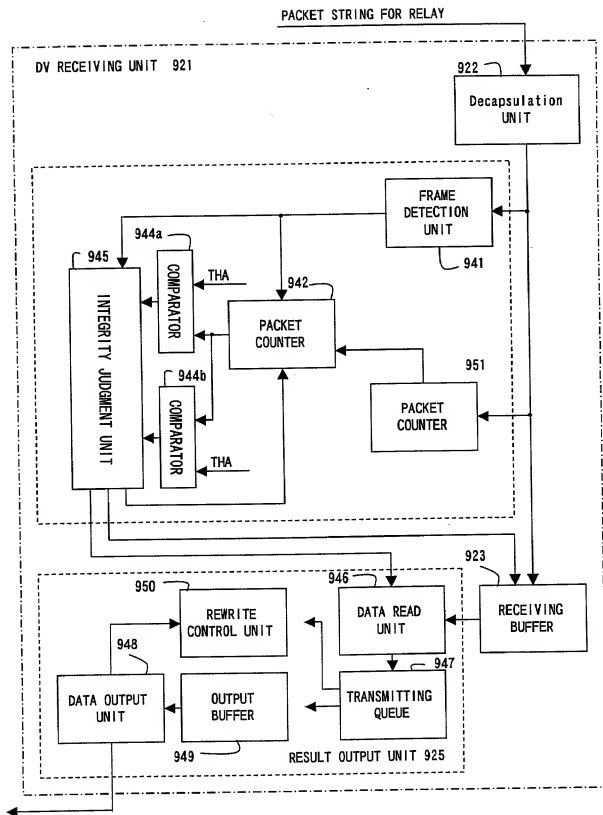 PACKET STRING FOR RELAY
DV RECEIVING UNIT 921
922
Decapsulation
UNIT
FRAME
DETECTION
UNIT
941
944a
945
COMPARATOR
THA
942
PACKET
COUNTER
INTEGRITY JUDGMENT UNIT
951
PACKET
COUNTER
944b
COMPARATOR
THA
923
RECEIVING
BUFFER
950
REWRITE
CONTROL UNIT
946
DATA READ
UNIT
947
TRANSMITTING
QUEUE
948
DATA OUTPUT
UNIT
OUTPUT
BUFFER
949
RESULT OUTPUT UNIT 925